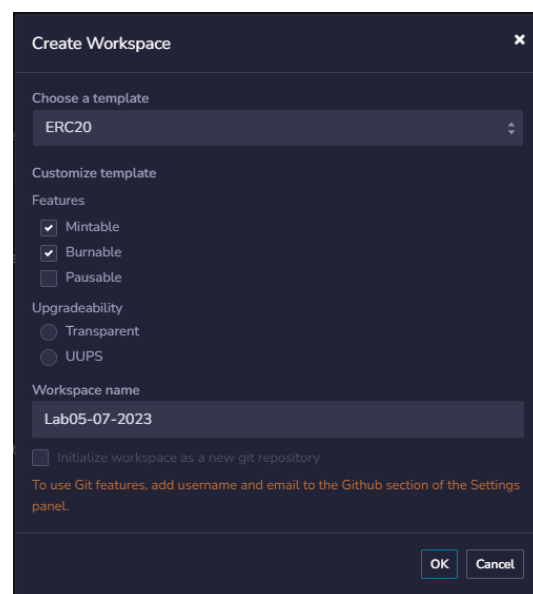 Create Workspace
Choose a template
ERC20
Customize template
Features
Mintable
Burnable
Pausable
Upgradeability
Transparent
UUPS
Workspace name
Lab05-07-2023
Initialize workspace as a new git repository
To use Git features, add username and email to the Github section of the Settings
panel.
OK Cancel